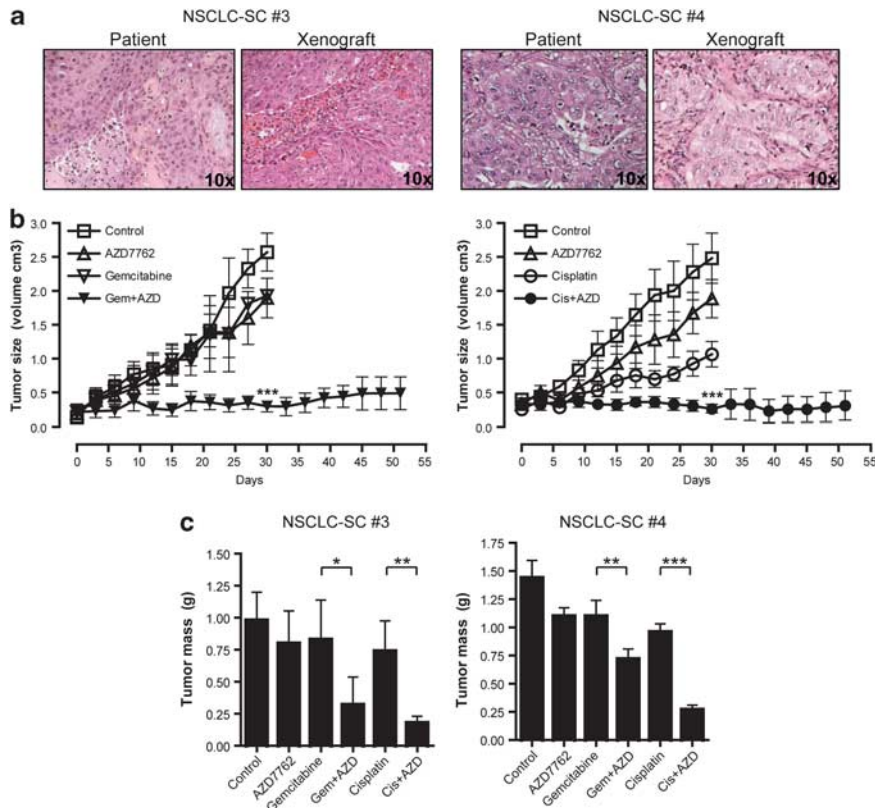 a
NSCLC-SC #3
NSCLC-SC #4
Patient
Xenograft
Patient
Xenograft
10x
10x
10x
10x
b
Tumor size (volume cm3)
3.0
2.5
2.0
1.5
1.0
0.5
0.0
Control
AZD7762
Gemcitabine
Gem+AZD
***
0 5 10 15 20 25 30 35 40 45 50 55
Days
Tumor size (volume cm3)
3.0
2.5
2.0
1.5
1.0
0.5
0.0
Control
AZD7762
Cisplatin
Cis+AZD
***
0 5 10 15 20 25 30 35 40 45 50 55
Days
c
NSCLC-SC #3
Tumor mass (g)
1.50
1.25
1.00
0.75
0.50
0.25
0.00
*
**
Control
AZD7762
Gemcitabine
Gem+AZD
Cisplatin
Cis+AZD
NSCLC-SC #4
Tumor mass (g)
1.75
1.50
1.25
1.00
0.75
0.50
0.25
0.00
**
***
Control
AZD7762
Gemcitabine
Gem+AZD
Cisplatin
Cis+AZD